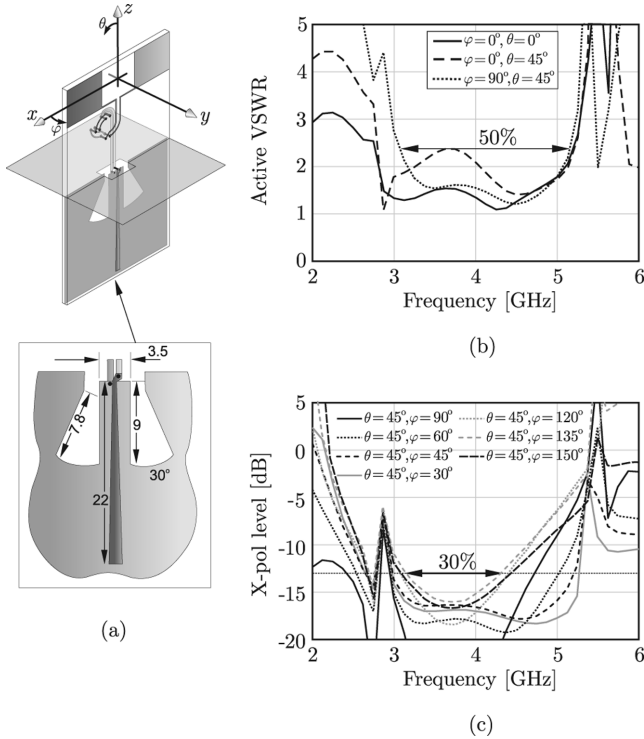 z
θ
x
φ
y
3.5
7.8
9
22
30°
(a)
5
4
3
2
1
Active VSWR
φ=0°, θ=0°
φ=0°, θ=45°
φ=90°, θ=45°
50%
2 3 4 5 6
Frequency [GHz]
(b)
5
0
-5
-10
-15
-20
X-pol level [dB]
θ=45°,φ=90° θ=45°,φ=120°
θ=45°,φ=60° θ=45°,φ=135°
θ=45°,φ=45° θ=45°,φ=150°
θ=45°,φ=30°
30%
2 3 4 5 6
Frequency [GHz]
(c)